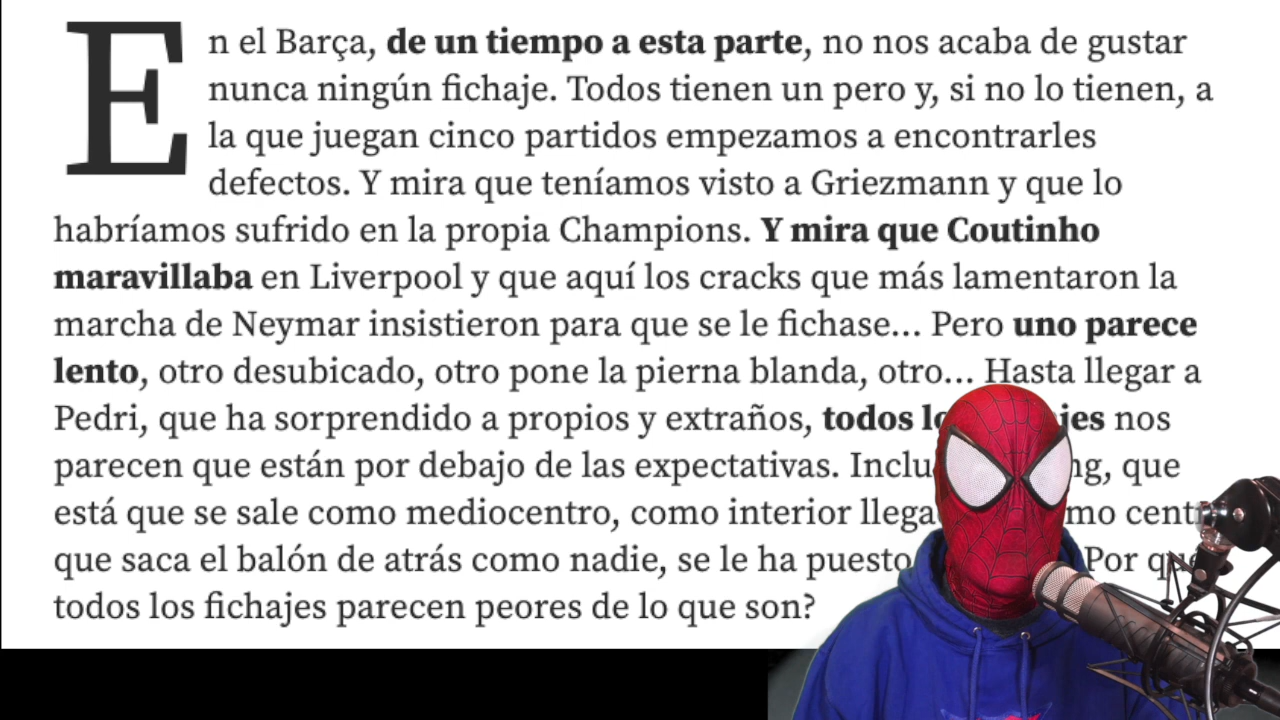 En el Barça, de un tiempo a esta parte, no nos acaba de gustar
nunca ningún fichaje. Todos tienen un pero y, si no lo tienen, a
la que juegan cinco partidos empezamos a encontrarles
defectos. Y mira que teníamos visto a Griezmann y que lo
habríamos sufrido en la propia Champions. Y mira que Coutinho
maravillaba en Liverpool y que aquí los cracks que más lamentaron la
marcha de Neymar insistieron para que se le fichase... Pero uno parece
lento, otro desubicado, otro pone la pierna blanda, otro... Hasta llegar a
Pedri, que ha sorprendido a propios y extraños, todos nos
parecen que están por debajo de las expectativas. que
está que se sale como mediocentro, como interior
que saca el balón de atrás como nadie, se le ha puesto Por
todos los fichajes parecen peores de lo que son?